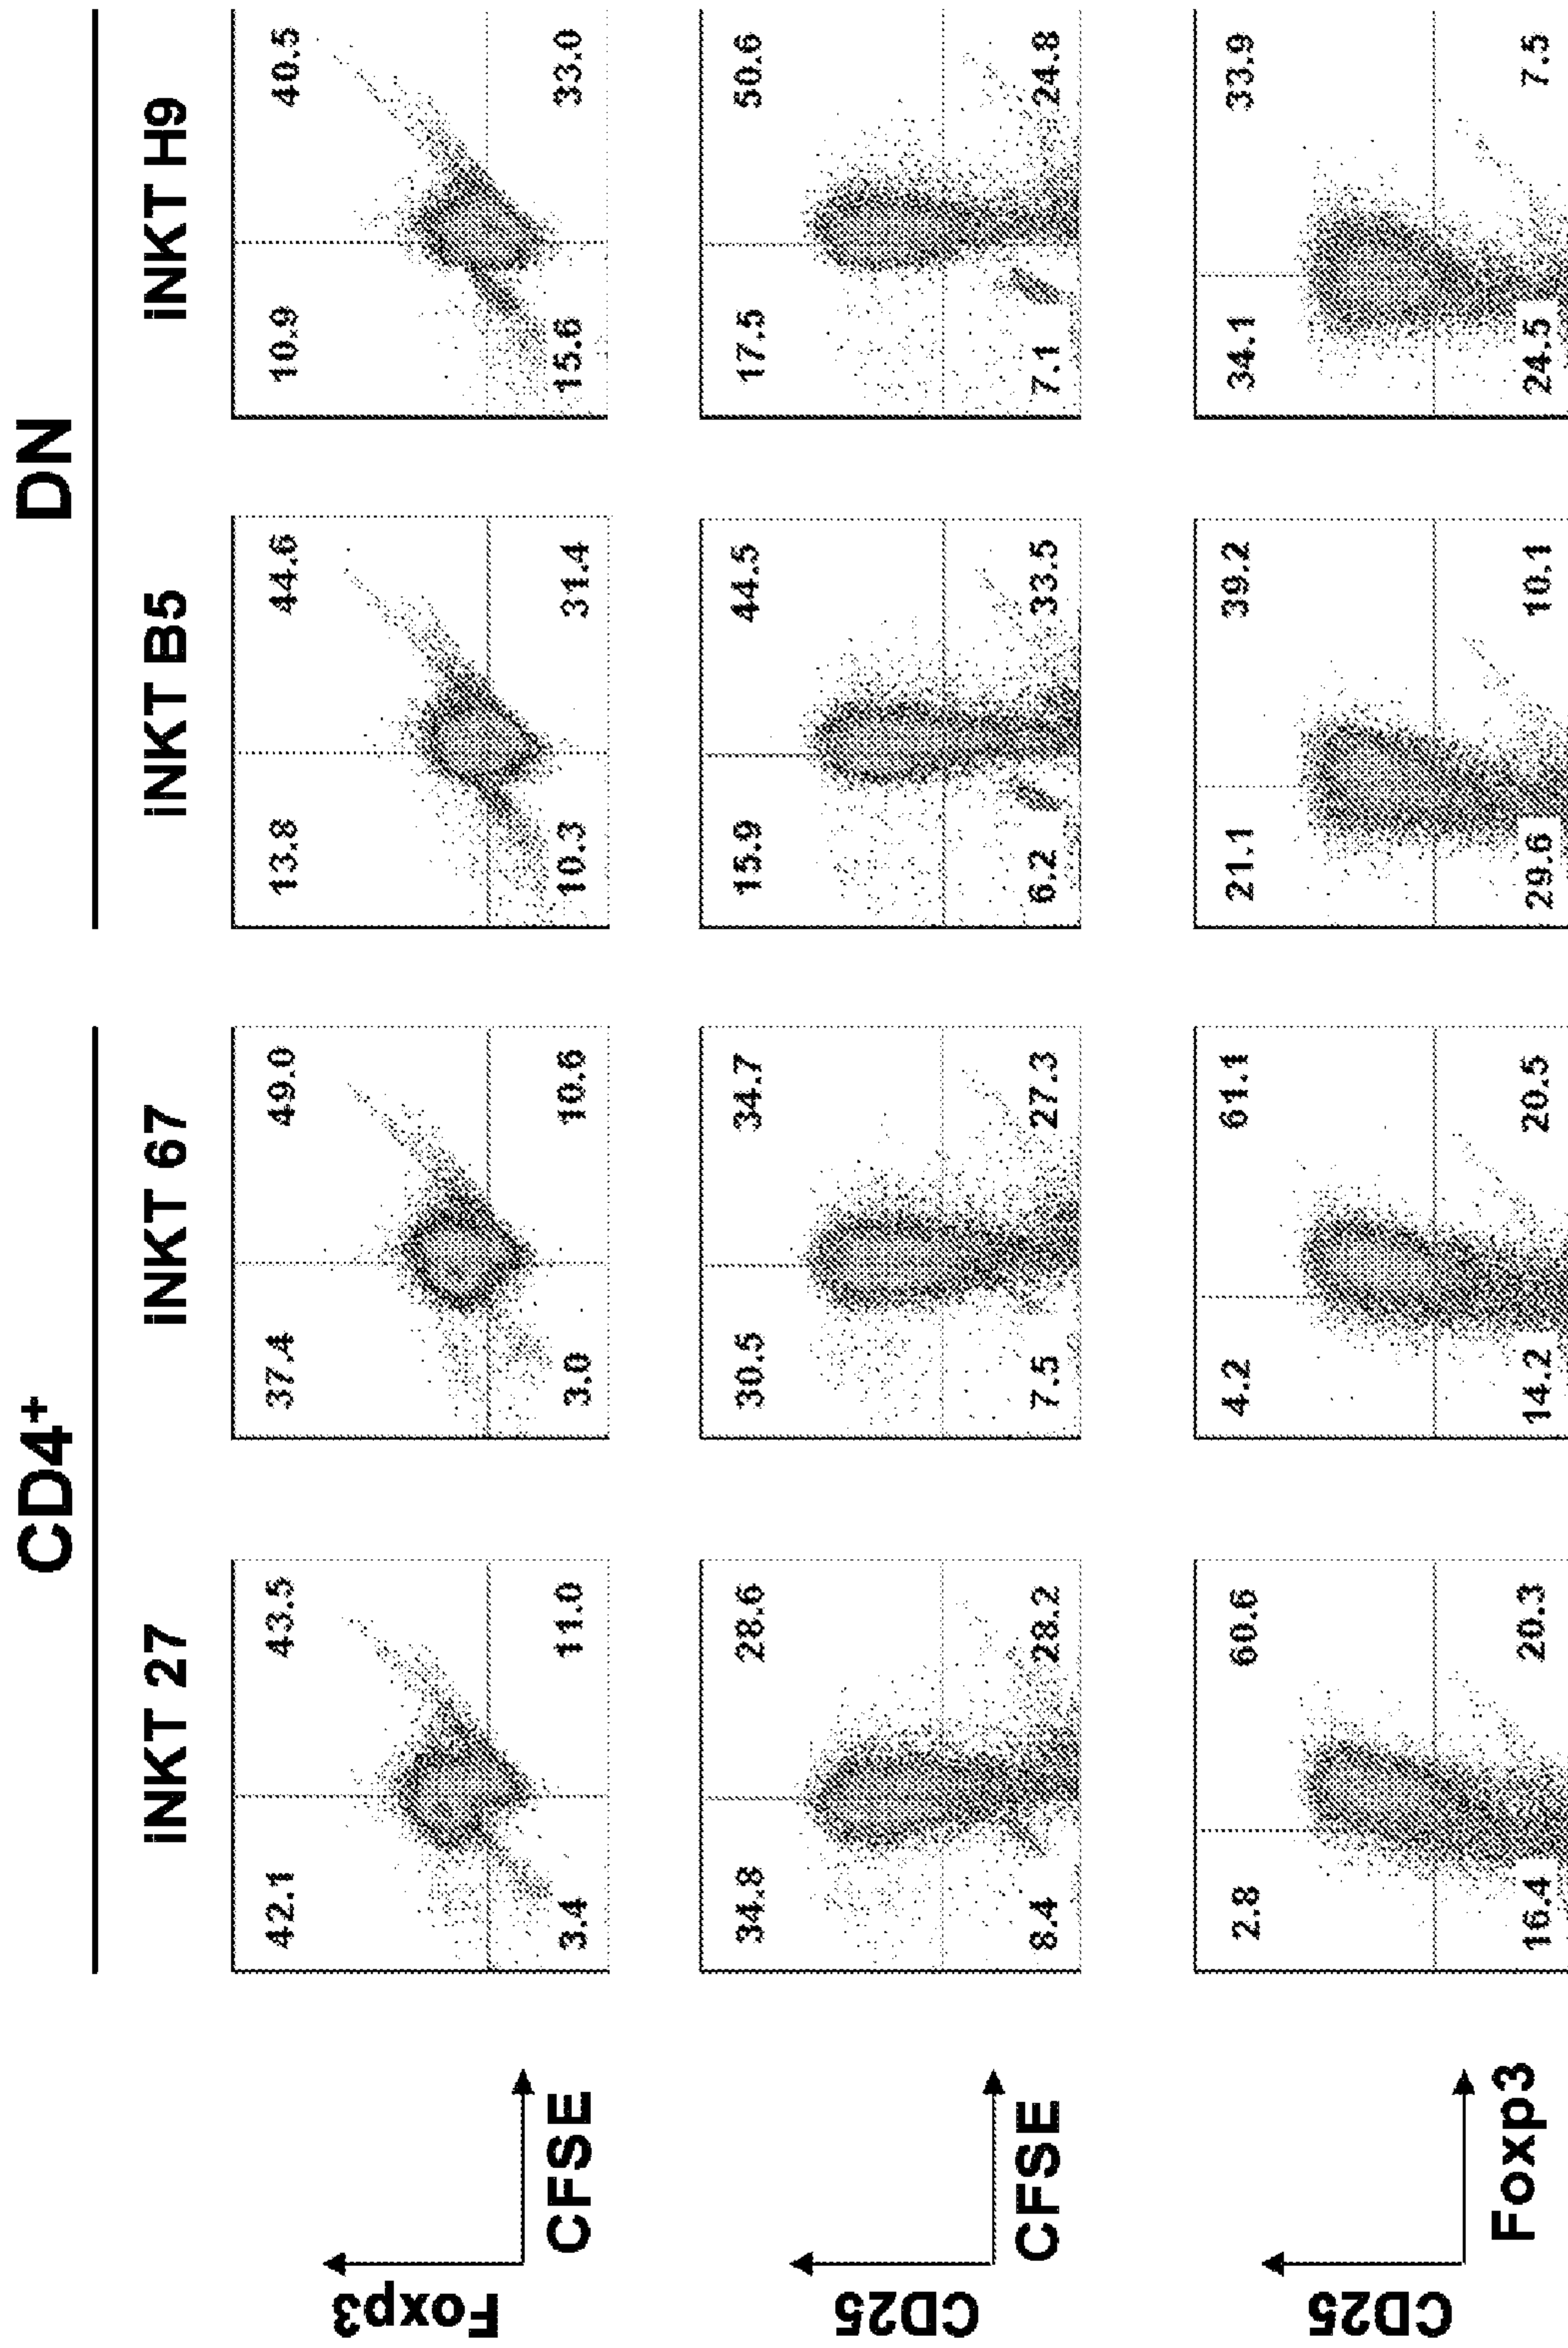 CD4⁺ DN
iNKT 27 iNKT 67 iNKT B5 iNKT H9
42.1 43.5 37.4 49.0 13.8 44.6 10.9 40.5
Foxp3
3.4 11.0 3.0 10.6 10.3 31.4 15.6 33.0
CFSE
34.8 28.6 30.5 34.7 15.9 44.5 17.5 50.6
CD25
8.4 28.2 7.5 27.3 6.2 33.5 7.1 24.8
CFSE
2.8 60.6 4.2 61.1 21.1 39.2 34.1 33.9
CD25
16.4 20.3 14.2 20.5 29.6 10.1 24.5 7.5
Foxp3